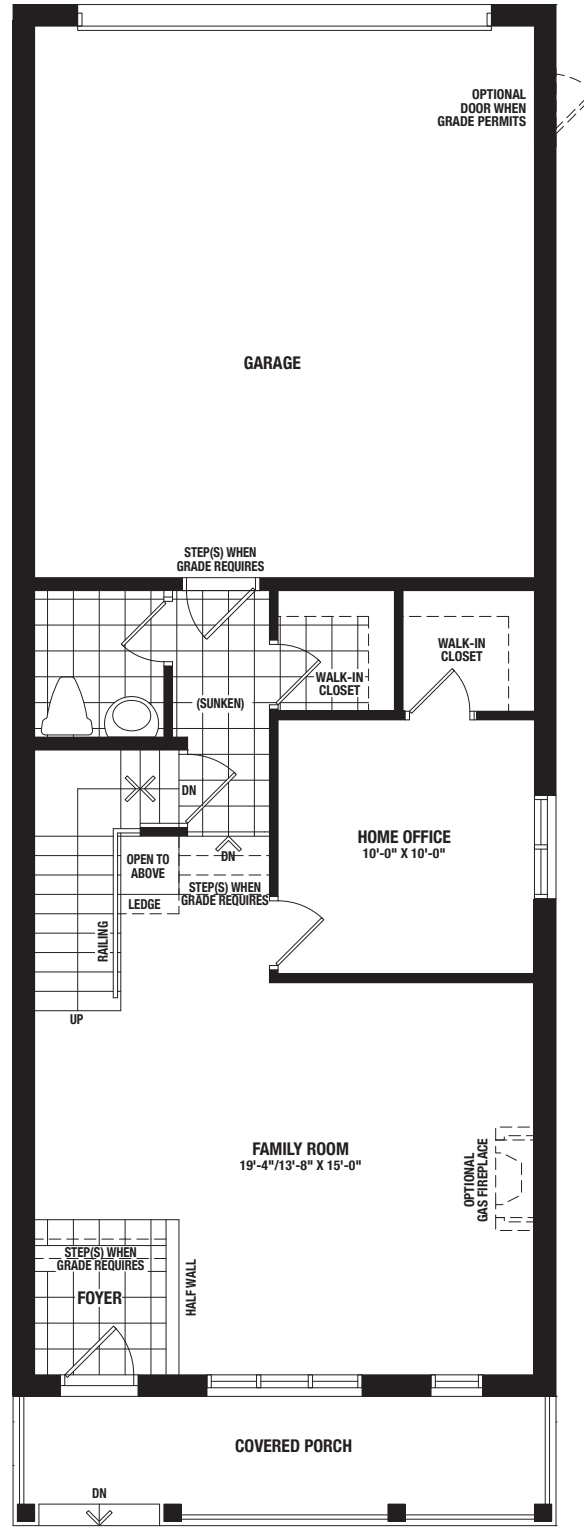 OPTIONAL
DOOR WHEN
GRADE PERMITS
GARAGE
STEP(S) WHEN
GRADE REQUIRES
WALK-IN
CLOSET
WALK-IN
CLOSET
(SUNKEN)
DN
HOME OFFICE
10'-0" X 10'-0"
OPEN TO
ABOVE
DN
STEP(S) WHEN
GRADE REQUIRES
LEDGE
RAILING
UP
FAMILY ROOM
19'-4"/13'-8" X 15'-0"
OPTIONAL
GAS FIREPLACE
STEP(S) WHEN
GRADE REQUIRES
FOYER
HALF WALL
COVERED PORCH
DN